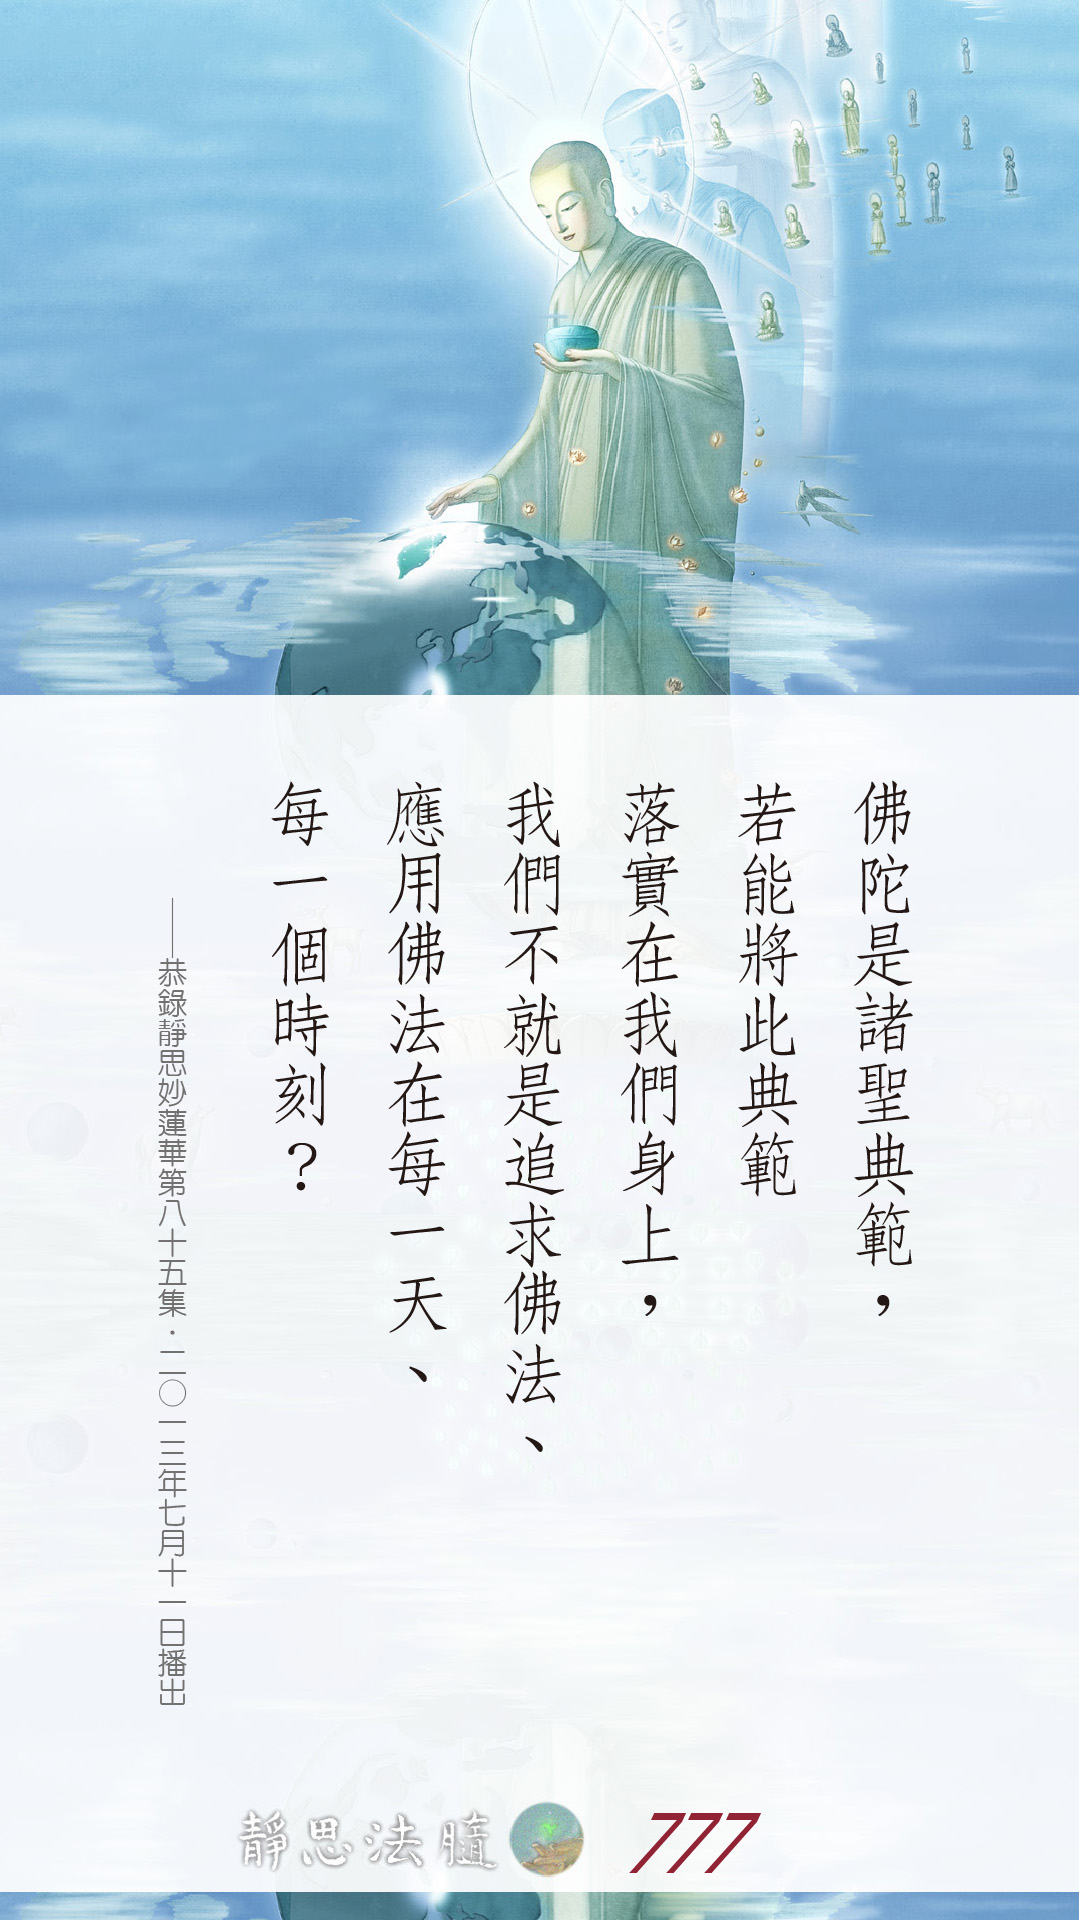 佛陀是諸聖典範，
若能將此典範
落實在我們身上，
我們不就是追求佛法、
應用佛法在每一天、
每一個時刻？
——恭錄靜思妙蓮華第八十五集．二〇一三年七月十一日播出
靜思法髓
777